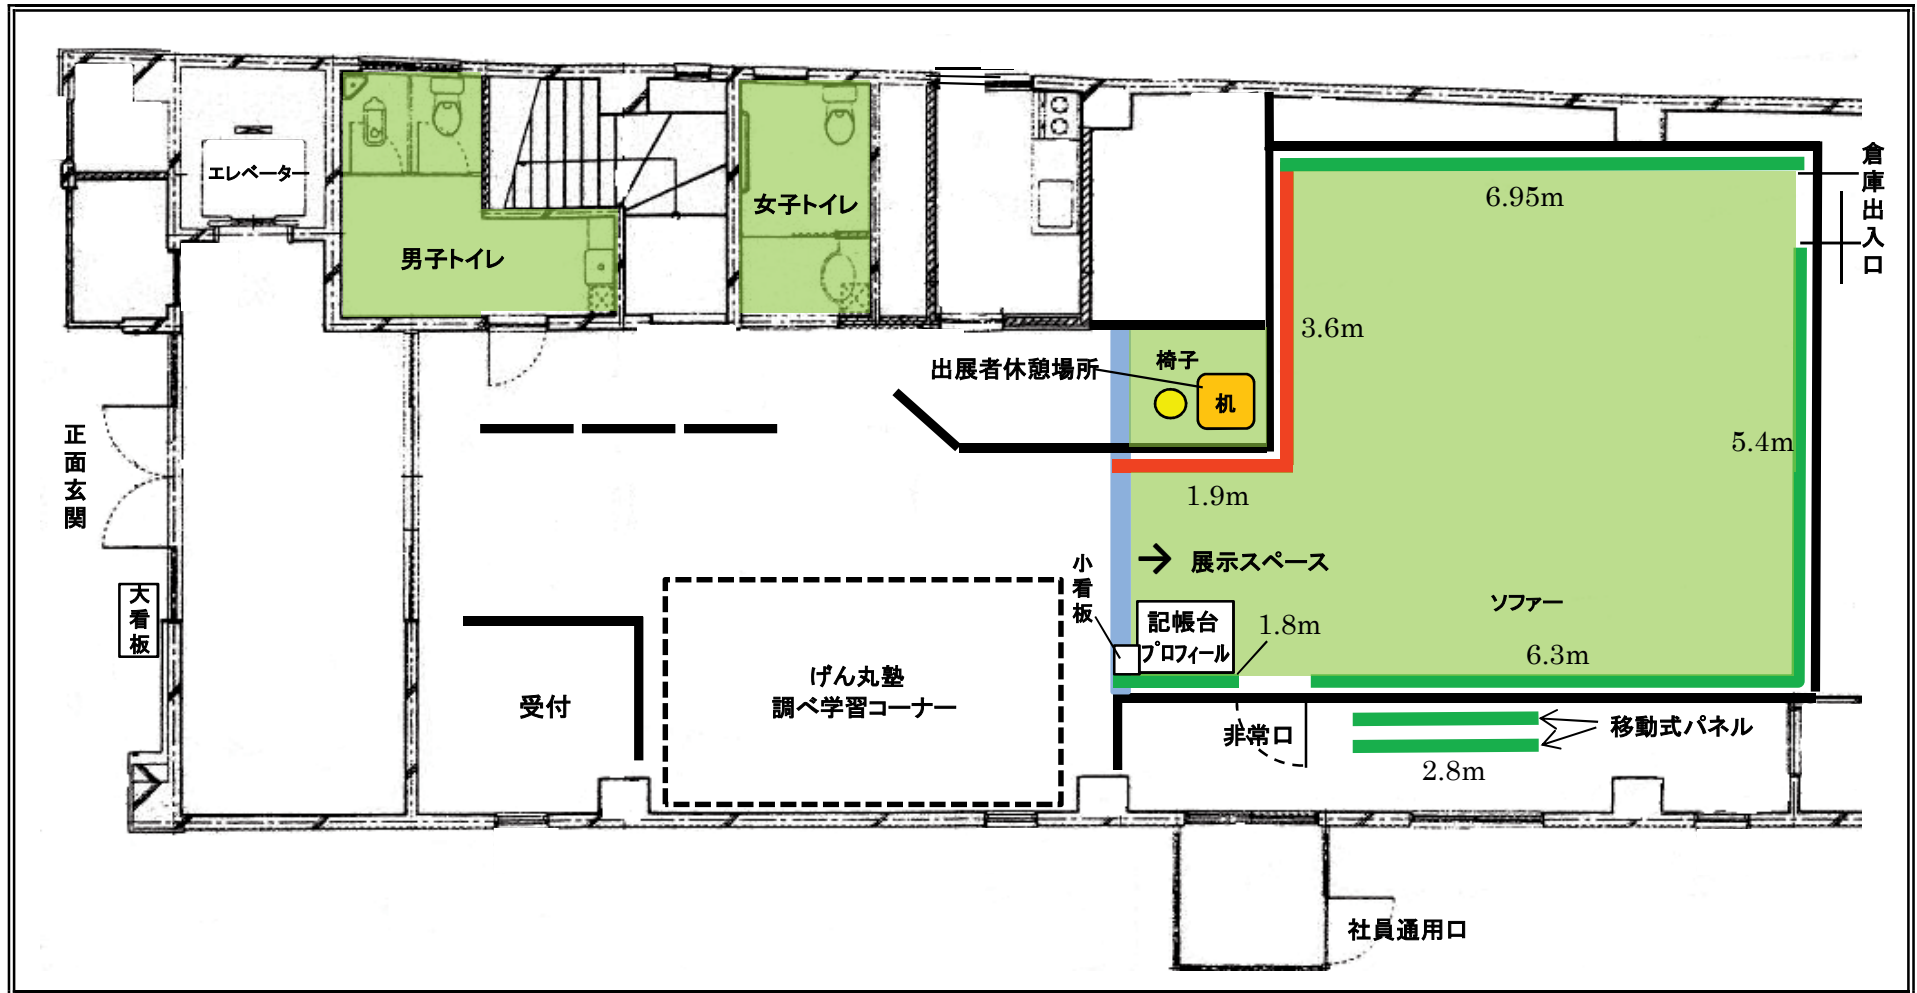 エレベーター
男子トイレ
女子トイレ
倉庫出入口
6.95m
3.6m
5.4m
出展者休憩場所
椅子
机
正面玄関
1.9m
小看板
展示スペース
大看板
記帳台
プロフィール
1.8m
ソファー
6.3m
受付
げん丸塾
調べ学習コーナー
非常口
移動式パネル
2.8m
社員通用口